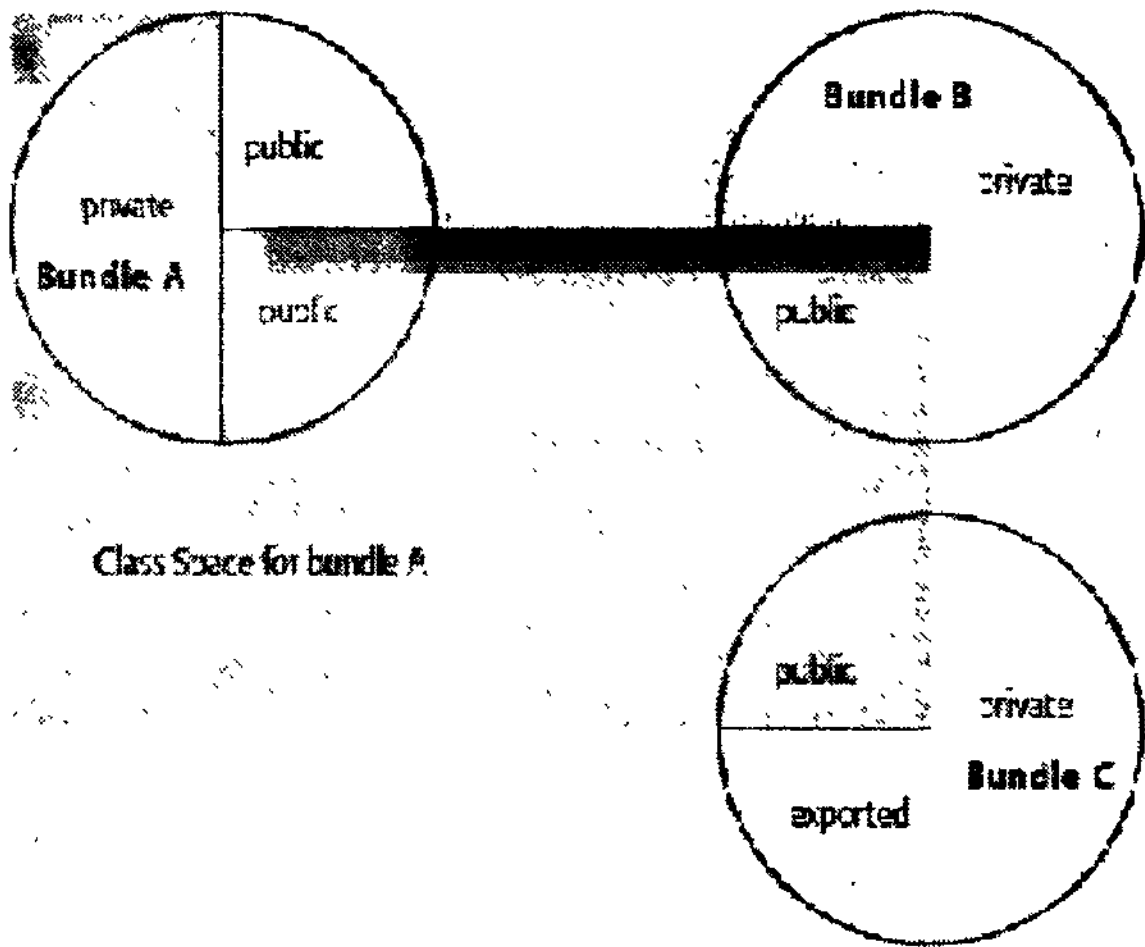 public
private
Bundle A
public
Bundle B
private
public
Class Space for bundle A
public
private
Bundle C
exported